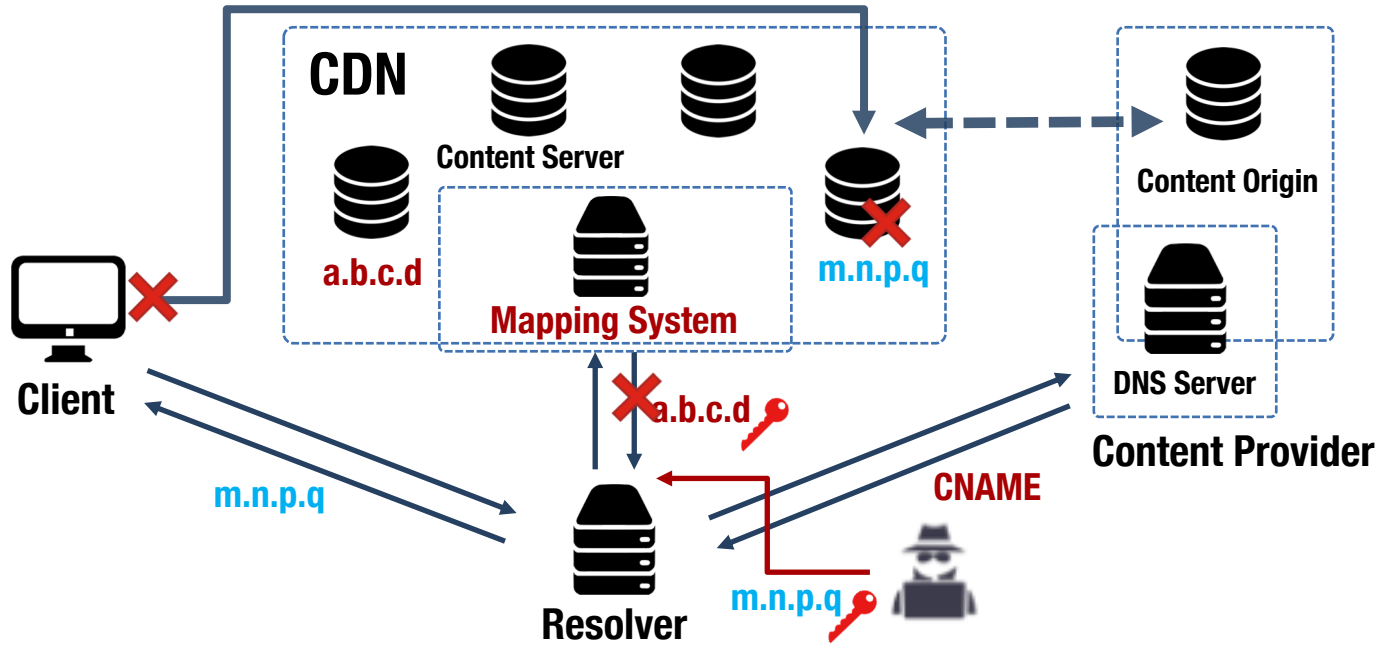 CDN
Content Server
Content Origin
a.b.c.d
m.n.p.q
Mapping System
Client
DNS Server
a.b.c.d
Content Provider
m.n.p.q
CNAME
m.n.p.q
Resolver